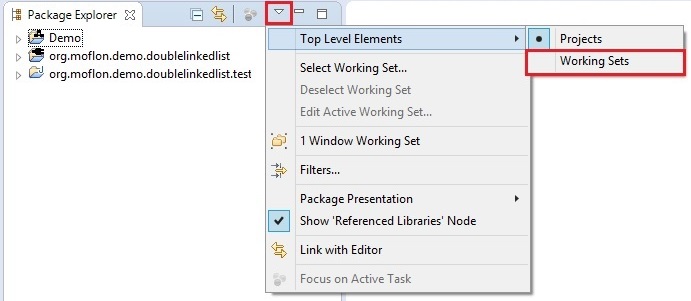 Package Explorer
Demo
org.moflon.demo.doublelinkedlist
org.moflon.demo.doublelinkedlist.test
Top Level Elements
Select Working Set...
Deselect Working Set
Edit Active Working Set...
1 Window Working Set
Filters...
Package Presentation
Show 'Referenced Libraries' Node
Link with Editor
Focus on Active Task
Projects
Working Sets